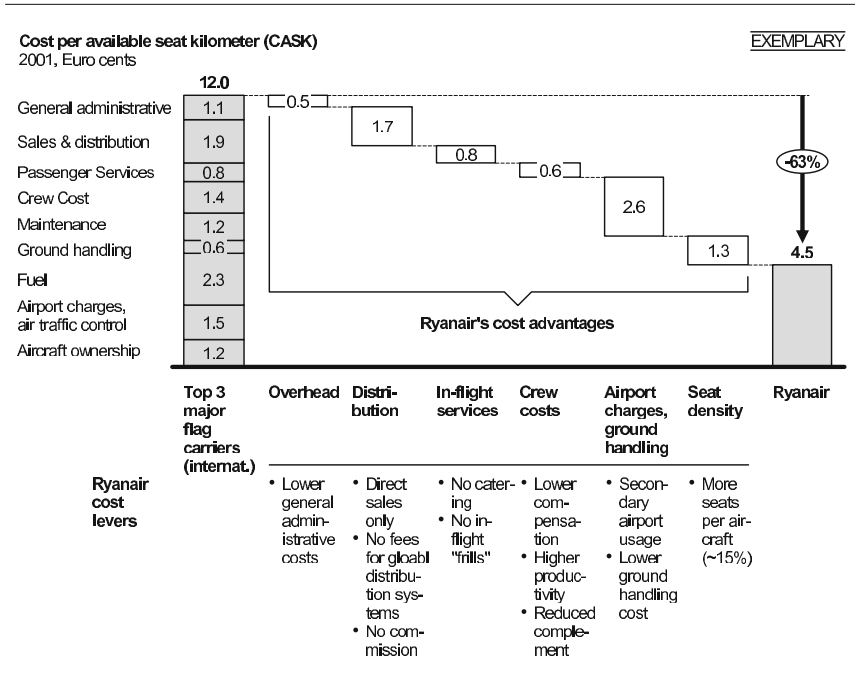 Cost per available seat kilometer (CASK)
2001, Euro cents
EXEMPLARY
12.0
General administrative
1.1
Sales & distribution
1.9
Passenger Services
0.8
Crew Cost
1.4
Maintenance
1.2
Ground handling
0.6
Fuel
2.3
Airport charges,
air traffic control
1.5
Aircraft ownership
1.2
0.5
1.7
0.8
0.6
2.6
1.3
-63%
4.5
Ryanair's cost advantages
Top 3
major
flag
carriers
(internat.)
Overhead
Distri-
bution
In-flight
services
Crew
costs
Airport
charges,
ground
handling
Seat
density
Ryanair
Ryanair
cost
levers
• Lower
general
admin-
istrative
costs
• Direct
sales
only
• No fees
for gloabl
distribu-
tion sys-
tems
• No com-
mission
• No cater-
ing
• No in-
flight
"frills"
• Lower
com-
pensa-
tion
• Higher
produc-
tivity
• Reduced
comple-
ment
• Secon-
dary
airport
usage
• Lower
ground
handling
cost
• More
seats
per air-
craft
(~15%)